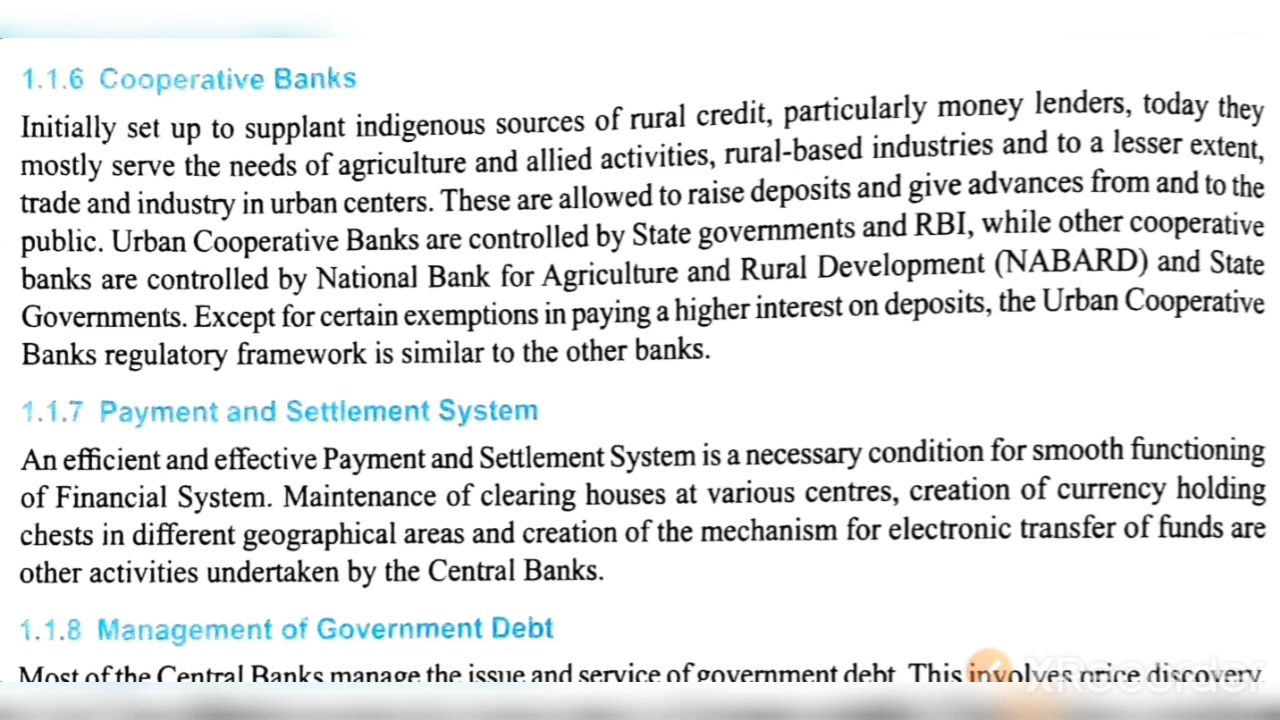 1.1.6 Cooperative Banks
Initially set up to supplant indigenous sources of rural credit, particularly money lenders, today they
mostly serve the needs of agriculture and allied activities, rural-based industries and to a lesser extent,
trade and industry in urban centers. These are allowed to raise deposits and give advances from and to the
public. Urban Cooperative Banks are controlled by State governments and RBI, while other cooperative
banks are controlled by National Bank for Agriculture and Rural Development (NABARD) and State
Governments. Except for certain exemptions in paying a higher interest on deposits, the Urban Cooperative
Banks regulatory framework is similar to the other banks.
1.1.7 Payment and Settlement System
An efficient and effective Payment and Settlement System is a necessary condition for smooth functioning
of Financial System. Maintenance of clearing houses at various centres, creation of currency holding
chests in different geographical areas and creation of the mechanism for electronic transfer of funds are
other activities undertaken by the Central Banks.
1.1.8 Management of Government Debt
Most of the Central Banks manage the issue and service of government debt. This involves price discovery,
XRecorder